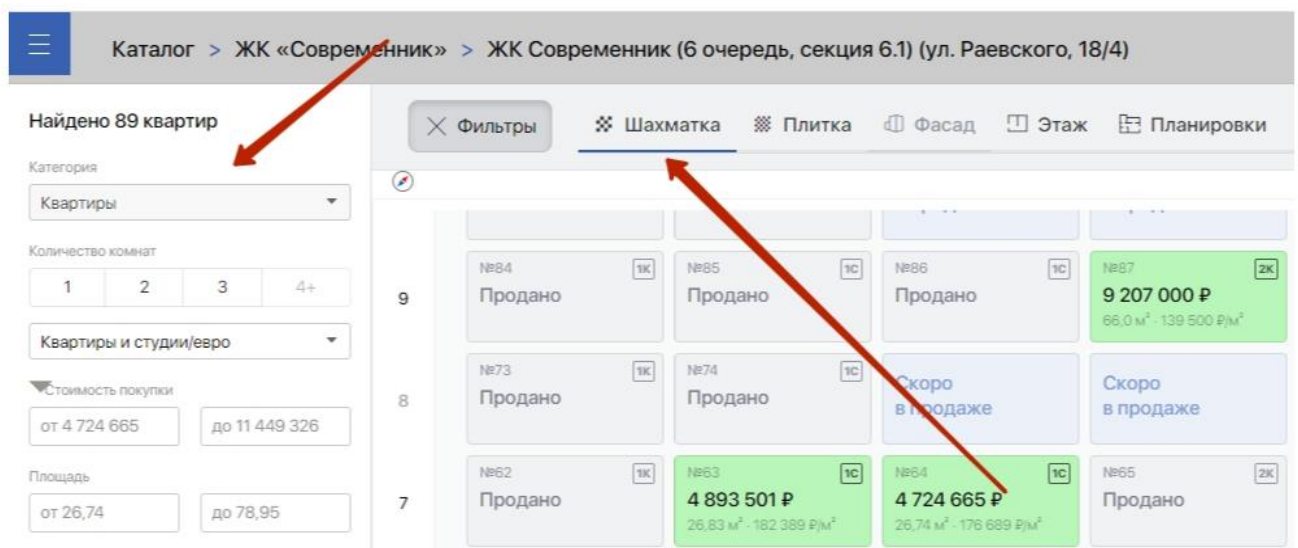 Каталог > ЖК «Современник» > ЖК Современник (6 очередь, секция 6.1) (ул. Раевского, 18/4)
Найдено 89 квартир
Фильтры Шахматка Плитка Фасад Этаж Планировки
Категория
Квартиры
Количество комнат
1 2 3 4+
Квартиры и студии/евро
Стоимость покупки
от 4 724 665 до 11 449 326
Площадь
от 26,74 до 78,95
9
№84 1К
Продано
№85 1С
Продано
№86 1С
Продано
№87 2К
9 207 000 ₽
66,0 м² · 139 500 ₽/м²
8
№73 1К
Продано
№74 1С
Продано
Скоро
в продаже
Скоро
в продаже
7
№62 1К
Продано
№63 1С
4 893 501 ₽
26,83 м² · 182 389 ₽/м²
№64 1С
4 724 665 ₽
26,74 м² · 176 689 ₽/м²
№65 2К
Продано